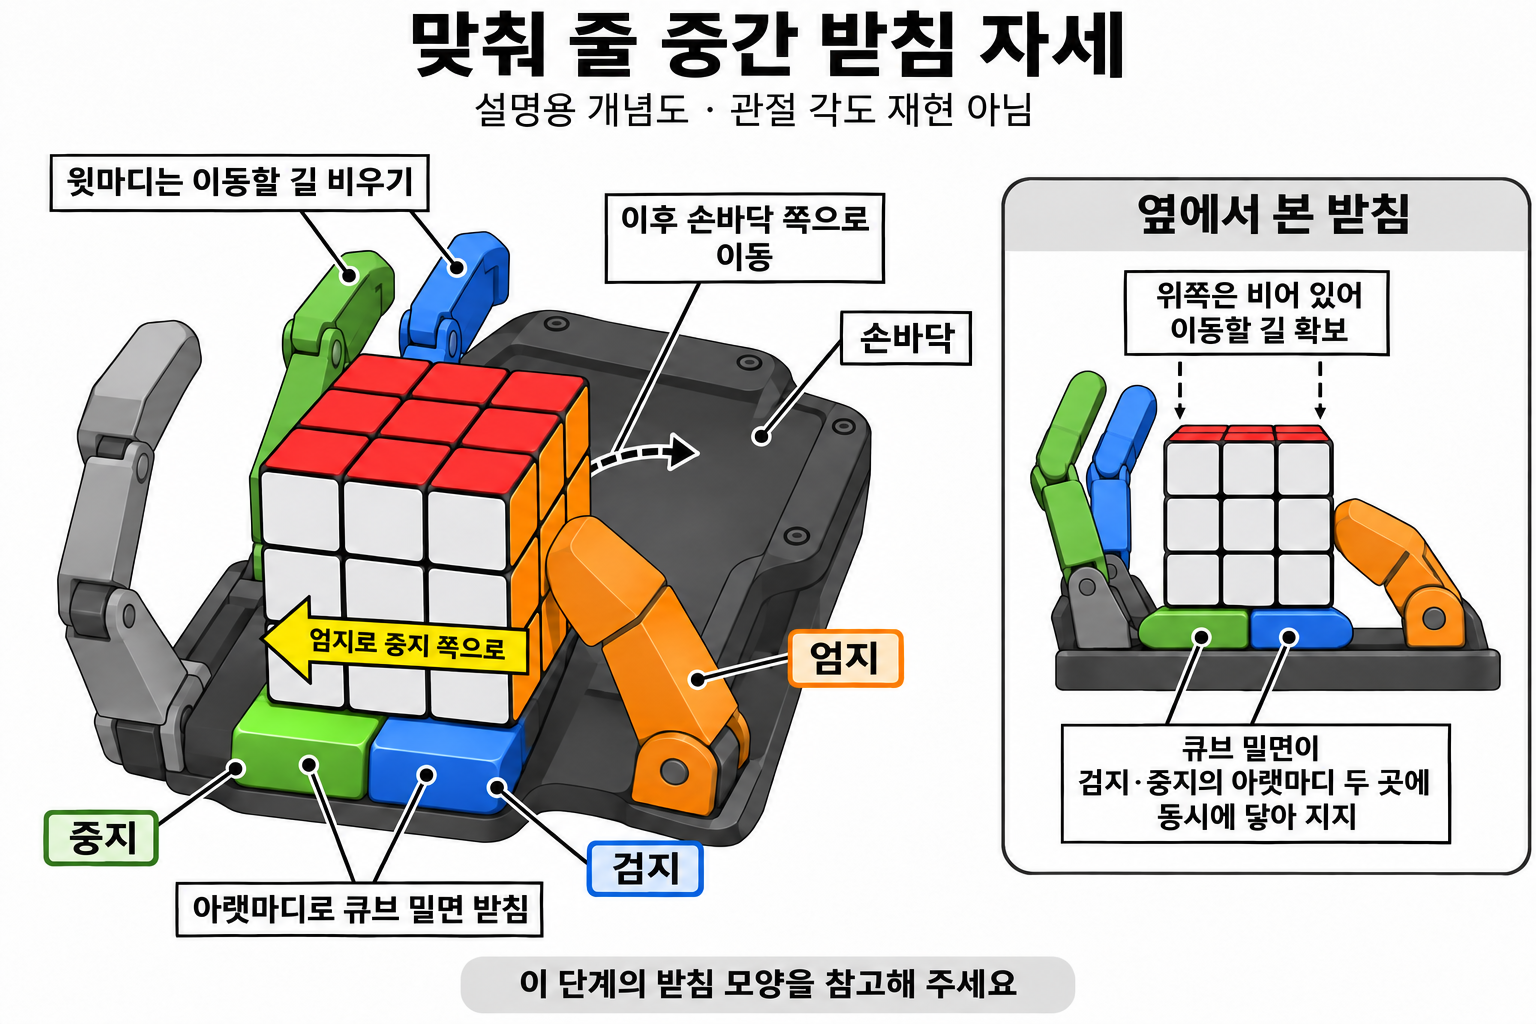 맞춰 줄 중간 받침 자세
설명용 개념도 · 관절 각도 재현 아님
윗마디는 이동할 길 비우기
이후 손바닥 쪽으로
이동
손바닥
엄지로 중지 쪽으로
엄지
중지
검지
아랫마디로 큐브 밀면 받침
옆에서 본 받침
위쪽은 비어 있어
이동할 길 확보
큐브 밀면이
검지·중지의 아랫마디 두 곳에
동시에 닿아 지지
이 단계의 받침 모양을 참고해 주세요